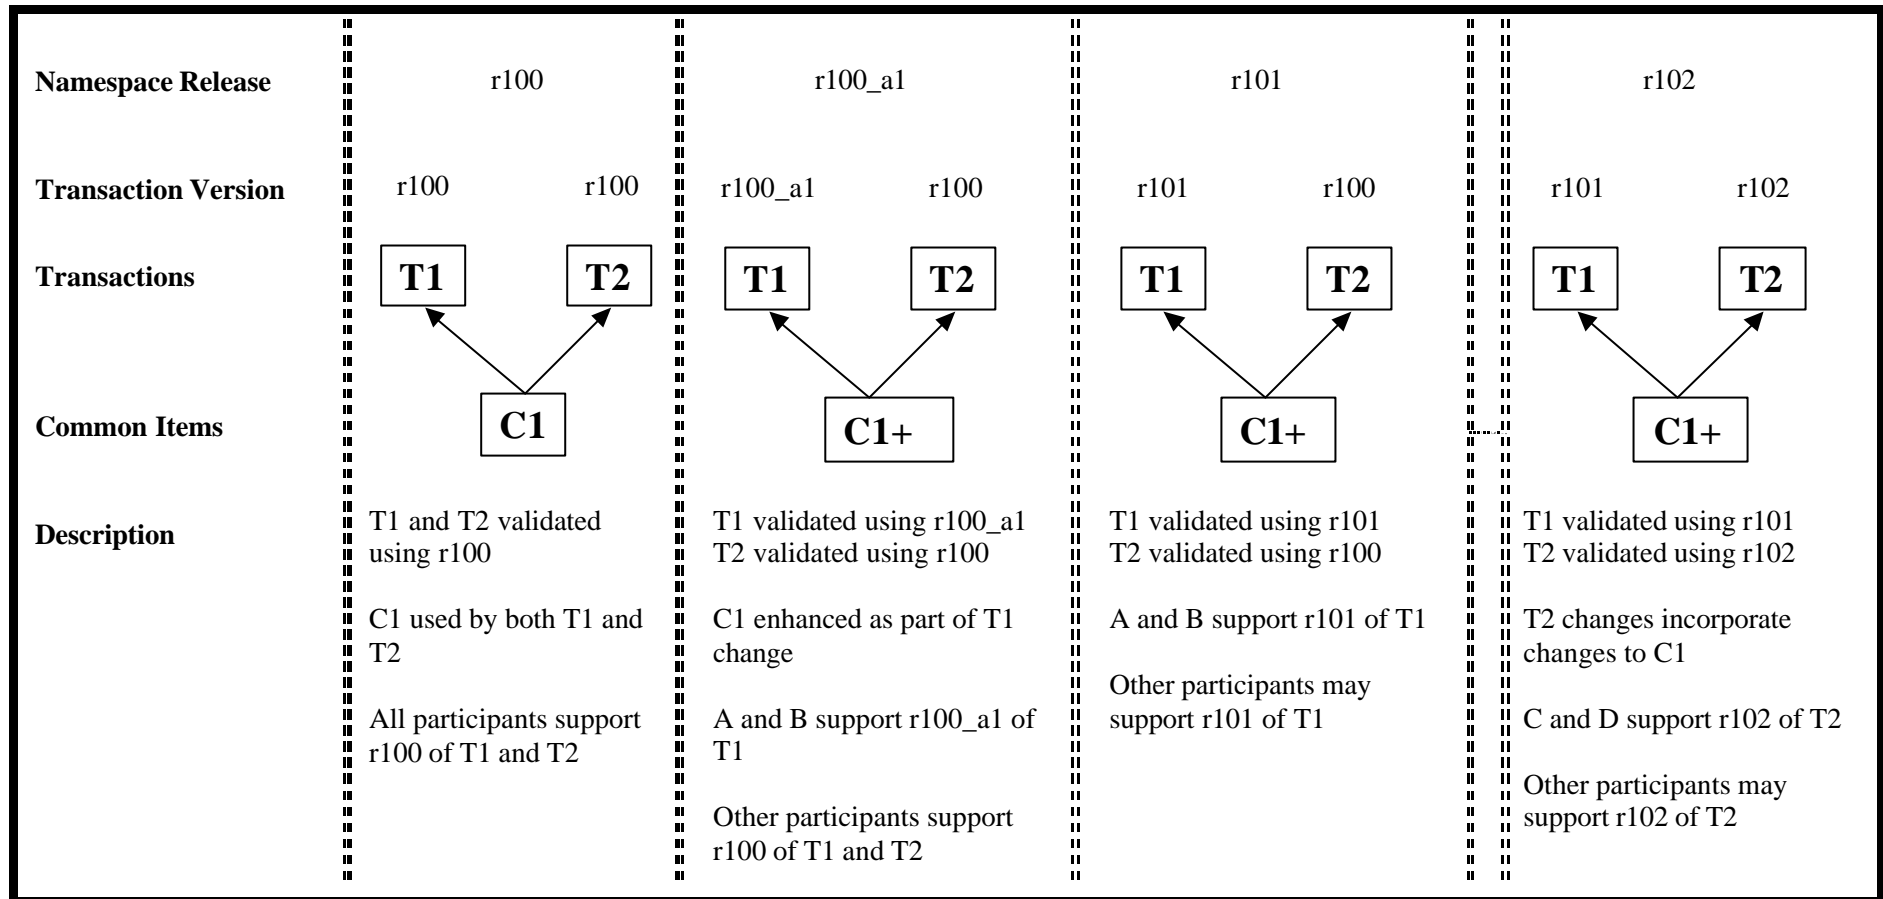 Namespace Release
r100
r100_a1
r101
r102
Transaction Version
r100
r100
r100_a1
r100
r101
r100
r101
r102
Transactions
T1
T2
T1
T2
T1
T2
T1
T2
Common Items
C1
C1+
C1+
C1+
Description
T1 and T2 validated
using r100
C1 used by both T1 and
T2
All participants support
r100 of T1 and T2
T1 validated using r100_a1
T2 validated using r100
C1 enhanced as part of T1
change
A and B support r100_a1 of
T1
Other participants support
r100 of T1 and T2
T1 validated using r101
T2 validated using r100
A and B support r101 of T1
Other participants may
support r101 of T1
T1 validated using r101
T2 validated using r102
T2 changes incorporate
changes to C1
C and D support r102 of T2
Other participants may
support r102 of T2